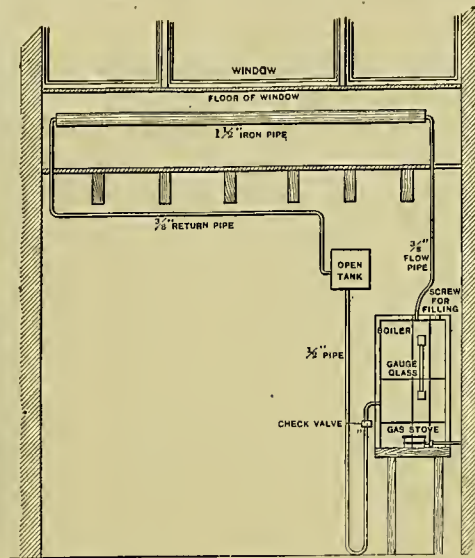 WINDOW
FLOOR OF WINDOW
1½" IRON PIPE
⅜" RETURN PIPE
⅜"
FLOW
PIPE
OPEN
TANK
SCREW
FOR
FILLING
BOILER
½" PIPE
GAUGE
GLASS
CHECK VALVE
GAS STOVE